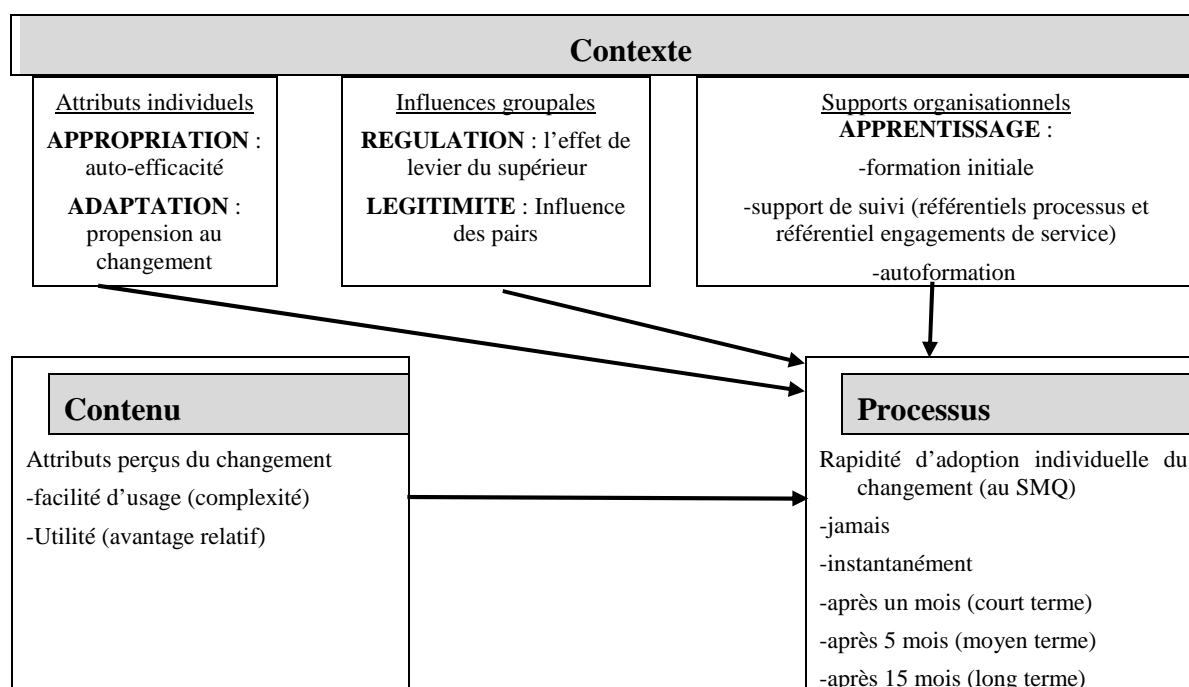 Contexte
Attributs individuels
APPROPRIATION :
auto-efficacité
ADAPTATION :
propension au
changement
Influences groupales
REGULATION : l'effet de
levier du supérieur
LEGITIMITE : Influence
des pairs
Supports organisationnels
APPRENTISSAGE :
-formation initiale
-support de suivi (référentiels processus et
référentiel engagements de service)
-autoformation
Contenu
Attributs perçus du changement
-facilité d'usage (complexité)
-Utilité (avantage relatif)
Processus
Rapidité d'adoption individuelle du
changement (au SMQ)
-jamais
-instantanément
-après un mois (court terme)
-après 5 mois (moyen terme)
-après 15 mois (long terme)